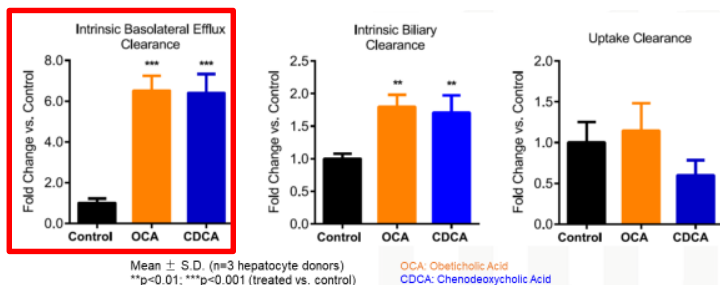 Intrinsic Basolateral Efflux
Clearance
Fold Change vs. Control
8.0
6.0
4.0
2.0
0.0
***
***
Control OCA CDCA
Intrinsic Biliary
Clearance
Fold Change vs. Control
2.5
2.0
1.5
1.0
0.5
0.0
**
**
Control OCA CDCA
Uptake Clearance
Fold Change vs. Control
2.0
1.5
1.0
0.5
0.0
Control OCA CDCA
Mean ± S.D. (n=3 hepatocyte donors)
**p<0.01; ***p<0.001 (treated vs. control)
OCA: Obeticholic Acid
CDCA: Chenodeoxycholic Acid